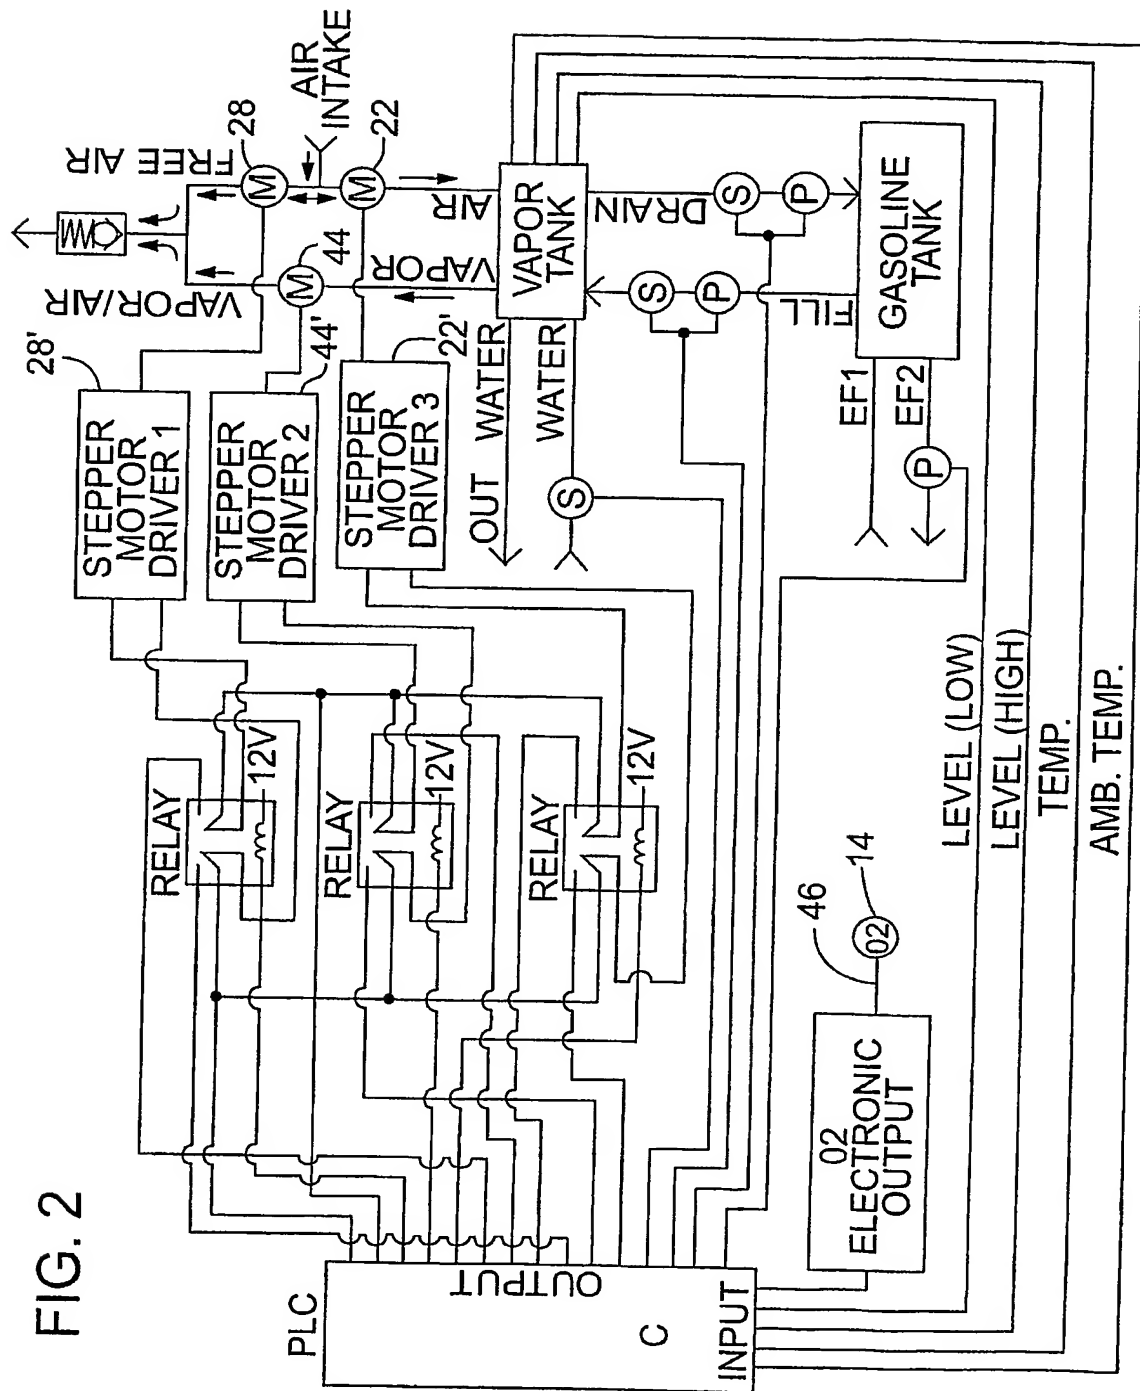 FIG. 2
PLC
C
OUTPUT
INPUT
RELAY
12V
RELAY
12V
RELAY
12V
STEPPER
MOTOR
DRIVER 1
28'
STEPPER
MOTOR
DRIVER 2
44'
STEPPER
MOTOR
DRIVER 3
22'
VAPOR/AIR
FREE AIR
M
28
M
44
M
22
AIR
INTAKE
VAPOR
AIR
VAPOR
TANK
OUT WATER
WATER
S
S
P
FILL
DRAIN
S
P
GASOLINE
TANK
EF1
EF2
P
02
ELECTRONIC
OUTPUT
46
02
14
LEVEL (LOW)
LEVEL (HIGH)
TEMP.
AMB. TEMP.